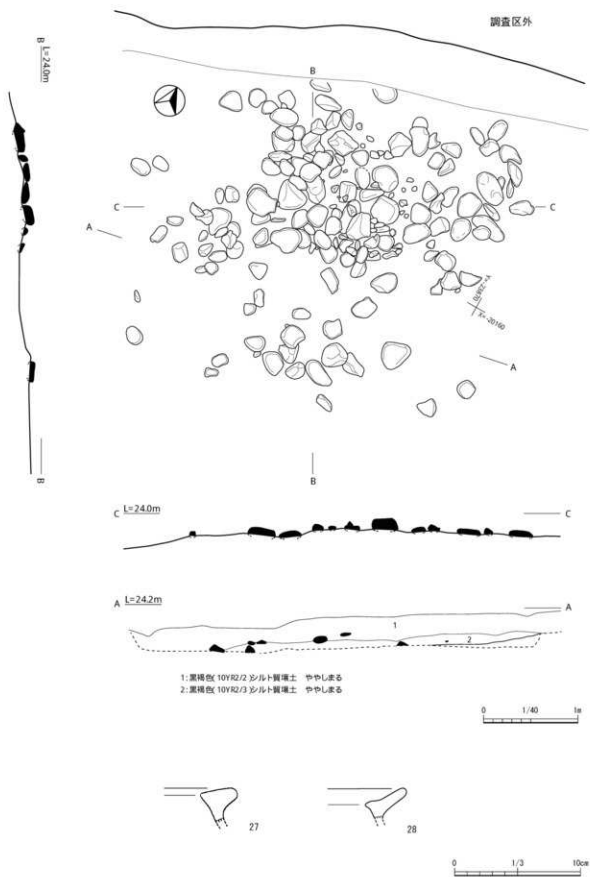 調査区外
B
L=24.0m
B
C
C
A
Y=-23870
X=-20160
A
B
B
C L=24.0m
C
A L=24.2m
A
1
2
1:黒褐色(10YR2/2)シルト質壌土 ややしまる
2:黒褐色(10YR2/3)シルト質壌土 ややしまる
0 1/40 1m
27
28
0 1/3 10cm